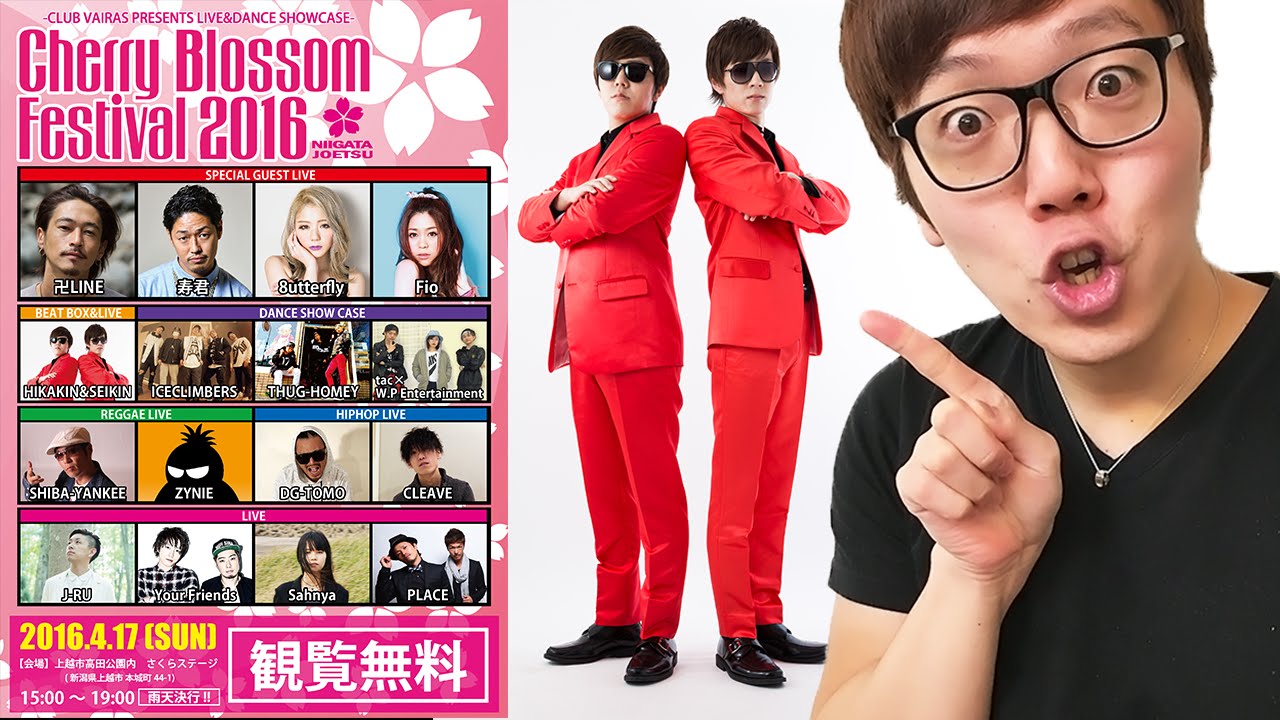 -CLUB VAIRAS PRESENTS LIVE&DANCE SHOWCASE-
Cherry Blossom
Festival 2016
NIIGATA
JOETSU
SPECIAL GUEST LIVE
卍LINE
寿君
8utterfly
Fio
BEAT BOX&LIVE
DANCE SHOW CASE
HIKAKIN&SEIKIN
ICECLIMBERS
THUG-HOMEY
tac×
W.P Entertainment
REGGAE LIVE
HIPHOP LIVE
SHIBA-YANKEE
ZYNIE
DG-TOMO
CLEAVE
LIVE
J-RU
Your Friends
Sahnya
PLACE
2016.4.17 (SUN)
【会場】上越市高田公園内 さくらステージ
(新潟県上越市 本城町 44-1)
15:00 〜 19:00 雨天決行!!
観覧無料